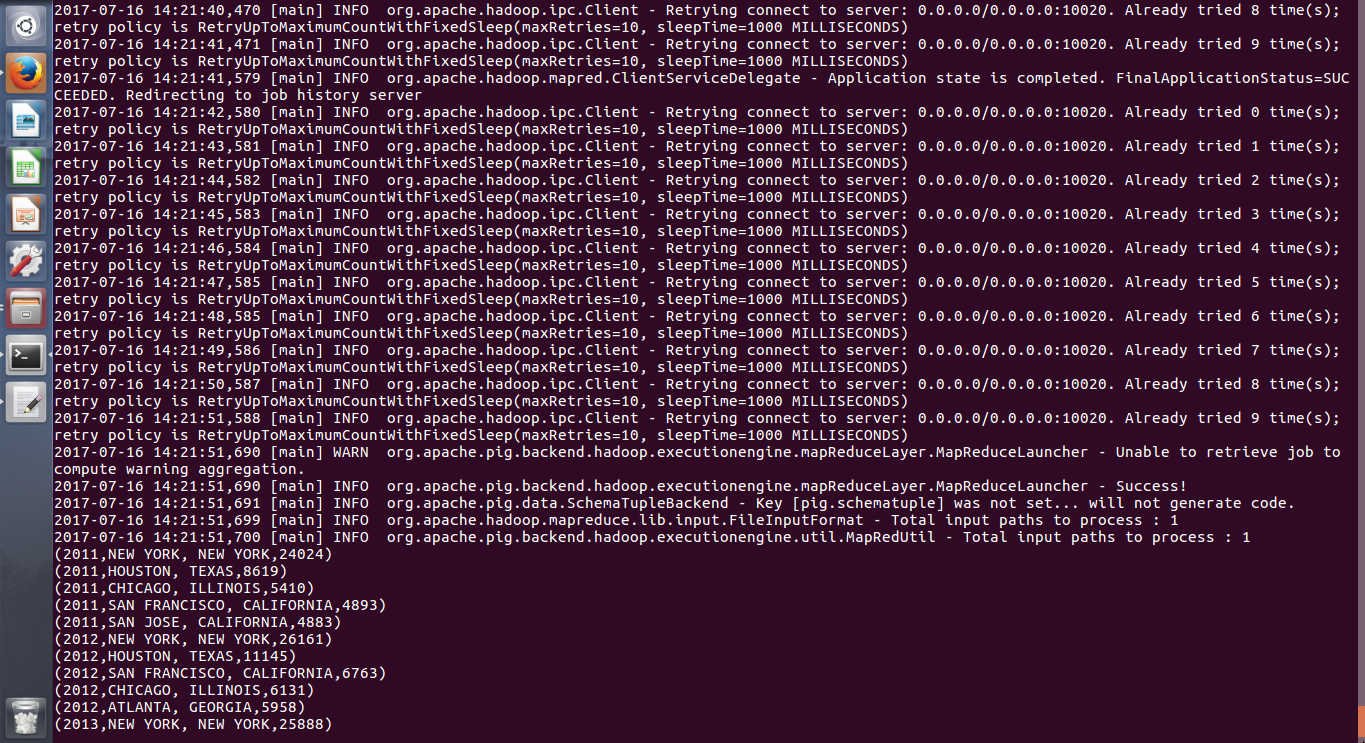 2017-07-16 14:21:40,470 [main] INFO  org.apache.hadoop.ipc.Client - Retrying connect to server: 0.0.0.0/0.0.0.0:10020. Already tried 8 time(s);
retry policy is RetryUpToMaximumCountWithFixedSleep(maxRetries=10, sleepTime=1000 MILLISECONDS)
2017-07-16 14:21:41,471 [main] INFO  org.apache.hadoop.ipc.Client - Retrying connect to server: 0.0.0.0/0.0.0.0:10020. Already tried 9 time(s);
retry policy is RetryUpToMaximumCountWithFixedSleep(maxRetries=10, sleepTime=1000 MILLISECONDS)
2017-07-16 14:21:41,579 [main] INFO  org.apache.hadoop.mapred.ClientServiceDelegate - Application state is completed. FinalApplicationStatus=SUC
CEEDED. Redirecting to job history server
2017-07-16 14:21:42,580 [main] INFO  org.apache.hadoop.ipc.Client - Retrying connect to server: 0.0.0.0/0.0.0.0:10020. Already tried 0 time(s);
retry policy is RetryUpToMaximumCountWithFixedSleep(maxRetries=10, sleepTime=1000 MILLISECONDS)
2017-07-16 14:21:43,581 [main] INFO  org.apache.hadoop.ipc.Client - Retrying connect to server: 0.0.0.0/0.0.0.0:10020. Already tried 1 time(s);
retry policy is RetryUpToMaximumCountWithFixedSleep(maxRetries=10, sleepTime=1000 MILLISECONDS)
2017-07-16 14:21:44,582 [main] INFO  org.apache.hadoop.ipc.Client - Retrying connect to server: 0.0.0.0/0.0.0.0:10020. Already tried 2 time(s);
retry policy is RetryUpToMaximumCountWithFixedSleep(maxRetries=10, sleepTime=1000 MILLISECONDS)
2017-07-16 14:21:45,583 [main] INFO  org.apache.hadoop.ipc.Client - Retrying connect to server: 0.0.0.0/0.0.0.0:10020. Already tried 3 time(s);
retry policy is RetryUpToMaximumCountWithFixedSleep(maxRetries=10, sleepTime=1000 MILLISECONDS)
2017-07-16 14:21:46,584 [main] INFO  org.apache.hadoop.ipc.Client - Retrying connect to server: 0.0.0.0/0.0.0.0:10020. Already tried 4 time(s);
retry policy is RetryUpToMaximumCountWithFixedSleep(maxRetries=10, sleepTime=1000 MILLISECONDS)
2017-07-16 14:21:47,585 [main] INFO  org.apache.hadoop.ipc.Client - Retrying connect to server: 0.0.0.0/0.0.0.0:10020. Already tried 5 time(s);
retry policy is RetryUpToMaximumCountWithFixedSleep(maxRetries=10, sleepTime=1000 MILLISECONDS)
2017-07-16 14:21:48,585 [main] INFO  org.apache.hadoop.ipc.Client - Retrying connect to server: 0.0.0.0/0.0.0.0:10020. Already tried 6 time(s);
retry policy is RetryUpToMaximumCountWithFixedSleep(maxRetries=10, sleepTime=1000 MILLISECONDS)
2017-07-16 14:21:49,586 [main] INFO  org.apache.hadoop.ipc.Client - Retrying connect to server: 0.0.0.0/0.0.0.0:10020. Already tried 7 time(s);
retry policy is RetryUpToMaximumCountWithFixedSleep(maxRetries=10, sleepTime=1000 MILLISECONDS)
2017-07-16 14:21:50,587 [main] INFO  org.apache.hadoop.ipc.Client - Retrying connect to server: 0.0.0.0/0.0.0.0:10020. Already tried 8 time(s);
retry policy is RetryUpToMaximumCountWithFixedSleep(maxRetries=10, sleepTime=1000 MILLISECONDS)
2017-07-16 14:21:51,588 [main] INFO  org.apache.hadoop.ipc.Client - Retrying connect to server: 0.0.0.0/0.0.0.0:10020. Already tried 9 time(s);
retry policy is RetryUpToMaximumCountWithFixedSleep(maxRetries=10, sleepTime=1000 MILLISECONDS)
2017-07-16 14:21:51,690 [main] WARN  org.apache.pig.backend.hadoop.executionengine.mapReduceLayer.MapReduceLauncher - Unable to retrieve job to
compute warning aggregation.
2017-07-16 14:21:51,690 [main] INFO  org.apache.pig.backend.hadoop.executionengine.mapReduceLayer.MapReduceLauncher - Success!
2017-07-16 14:21:51,691 [main] INFO  org.apache.pig.data.SchemaTupleBackend - Key [pig.schematuple] was not set... will not generate code.
2017-07-16 14:21:51,699 [main] INFO  org.apache.hadoop.mapreduce.lib.input.FileInputFormat - Total input paths to process : 1
2017-07-16 14:21:51,700 [main] INFO  org.apache.pig.backend.hadoop.executionengine.util.MapRedUtil - Total input paths to process : 1
(2011,NEW YORK, NEW YORK,24024)
(2011,HOUSTON, TEXAS,8619)
(2011,CHICAGO, ILLINOIS,5410)
(2011,SAN FRANCISCO, CALIFORNIA,4893)
(2011,SAN JOSE, CALIFORNIA,4883)
(2012,NEW YORK, NEW YORK,26161)
(2012,HOUSTON, TEXAS,11145)
(2012,SAN FRANCISCO, CALIFORNIA,6763)
(2012,CHICAGO, ILLINOIS,6131)
(2012,ATLANTA, GEORGIA,5958)
(2013,NEW YORK, NEW YORK,25888)